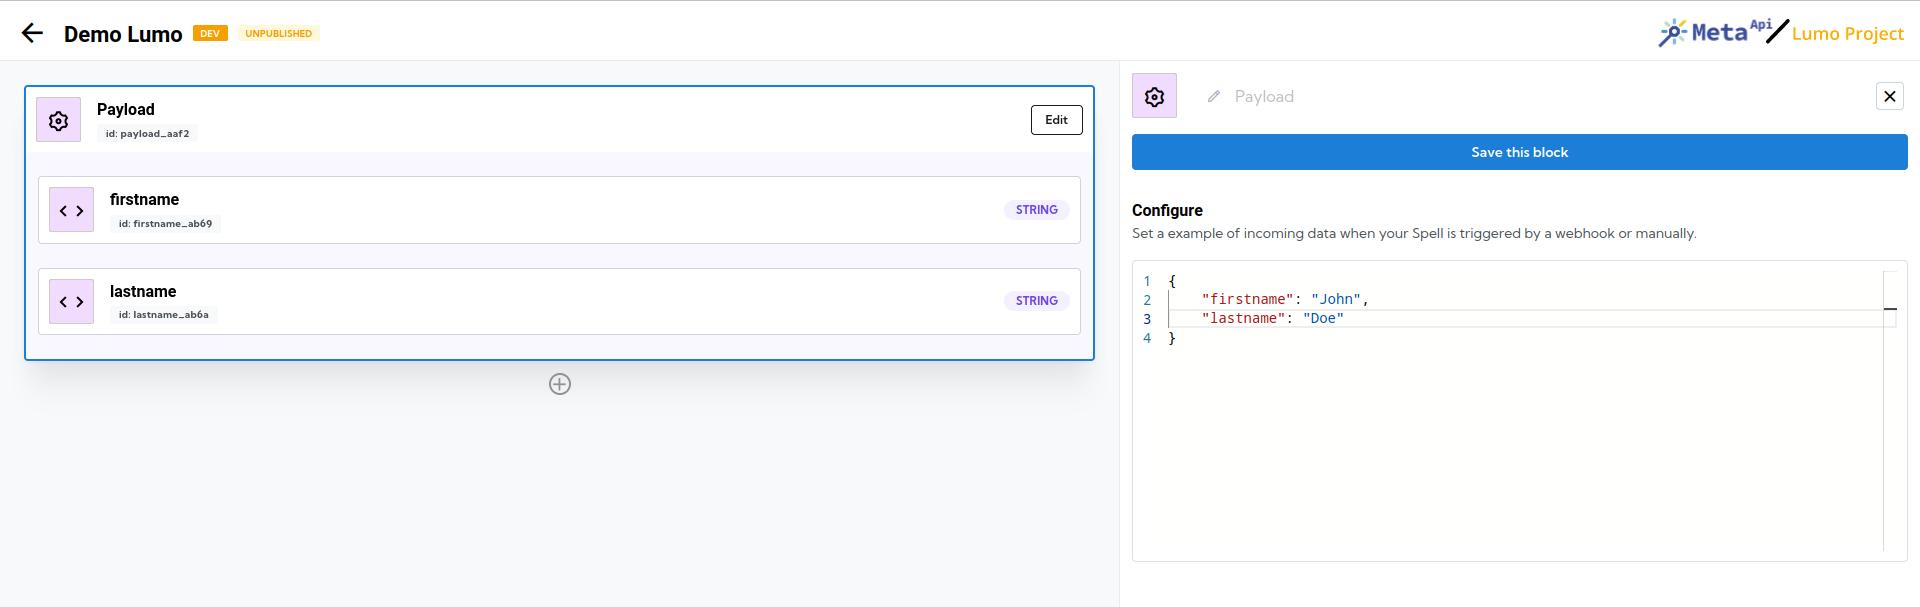 Demo Lumo DEV UNPUBLISHED
Meta Api Lumo Project
Payload
id: payload_aaf2
Edit
firstname
id: firstname_ab69
STRING
lastname
id: lastname_ab6a
STRING
Payload
Save this block
Configure
Set a example of incoming data when your Spell is triggered by a webhook or manually.
1 {
2 "firstname": "John",
3 "lastname": "Doe"
4 }